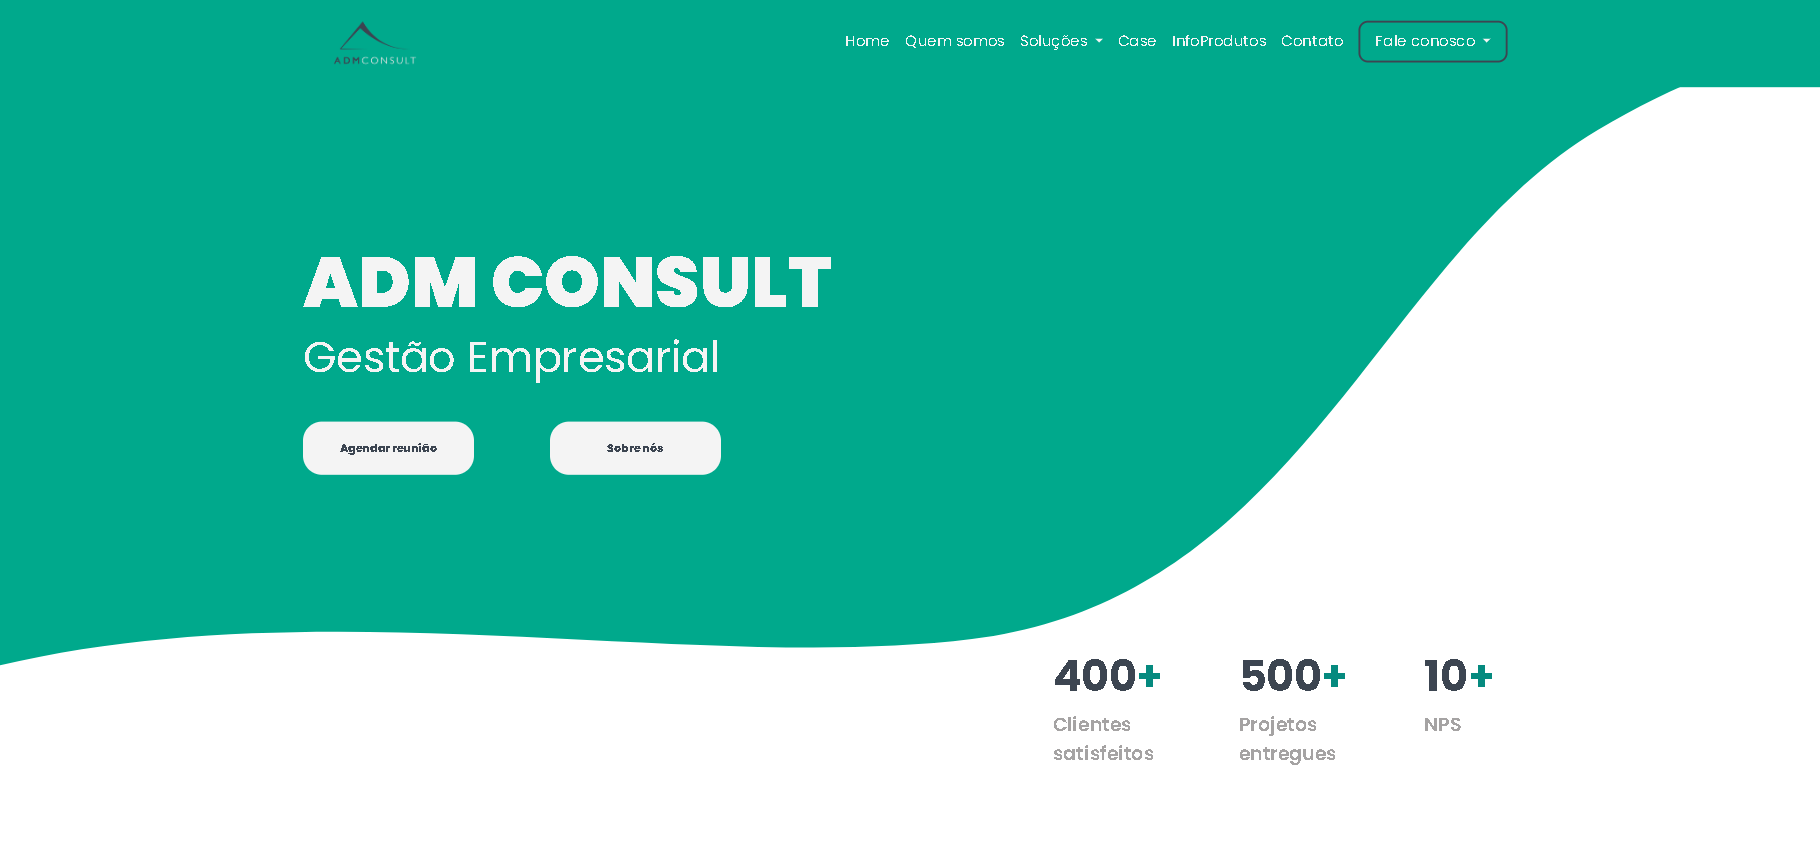 ADMCONSULT
Home Quem somos Soluções Case InfoProdutos Contato Fale conosco
ADM CONSULT
Gestão Empresarial
Agendar reunião Sobre nós
400+ 500+ 10+
Clientes Projetos NPS
satisfeitos entregues